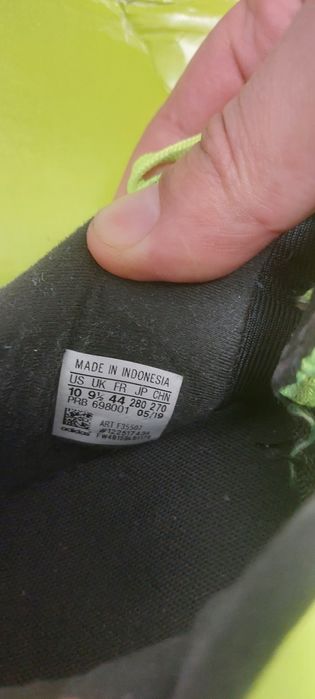 MADE IN INDONESIA
US UK FR JP CHN
10 9½ 44 280 270
PRB 698001 05/19
ART F35507
adidas